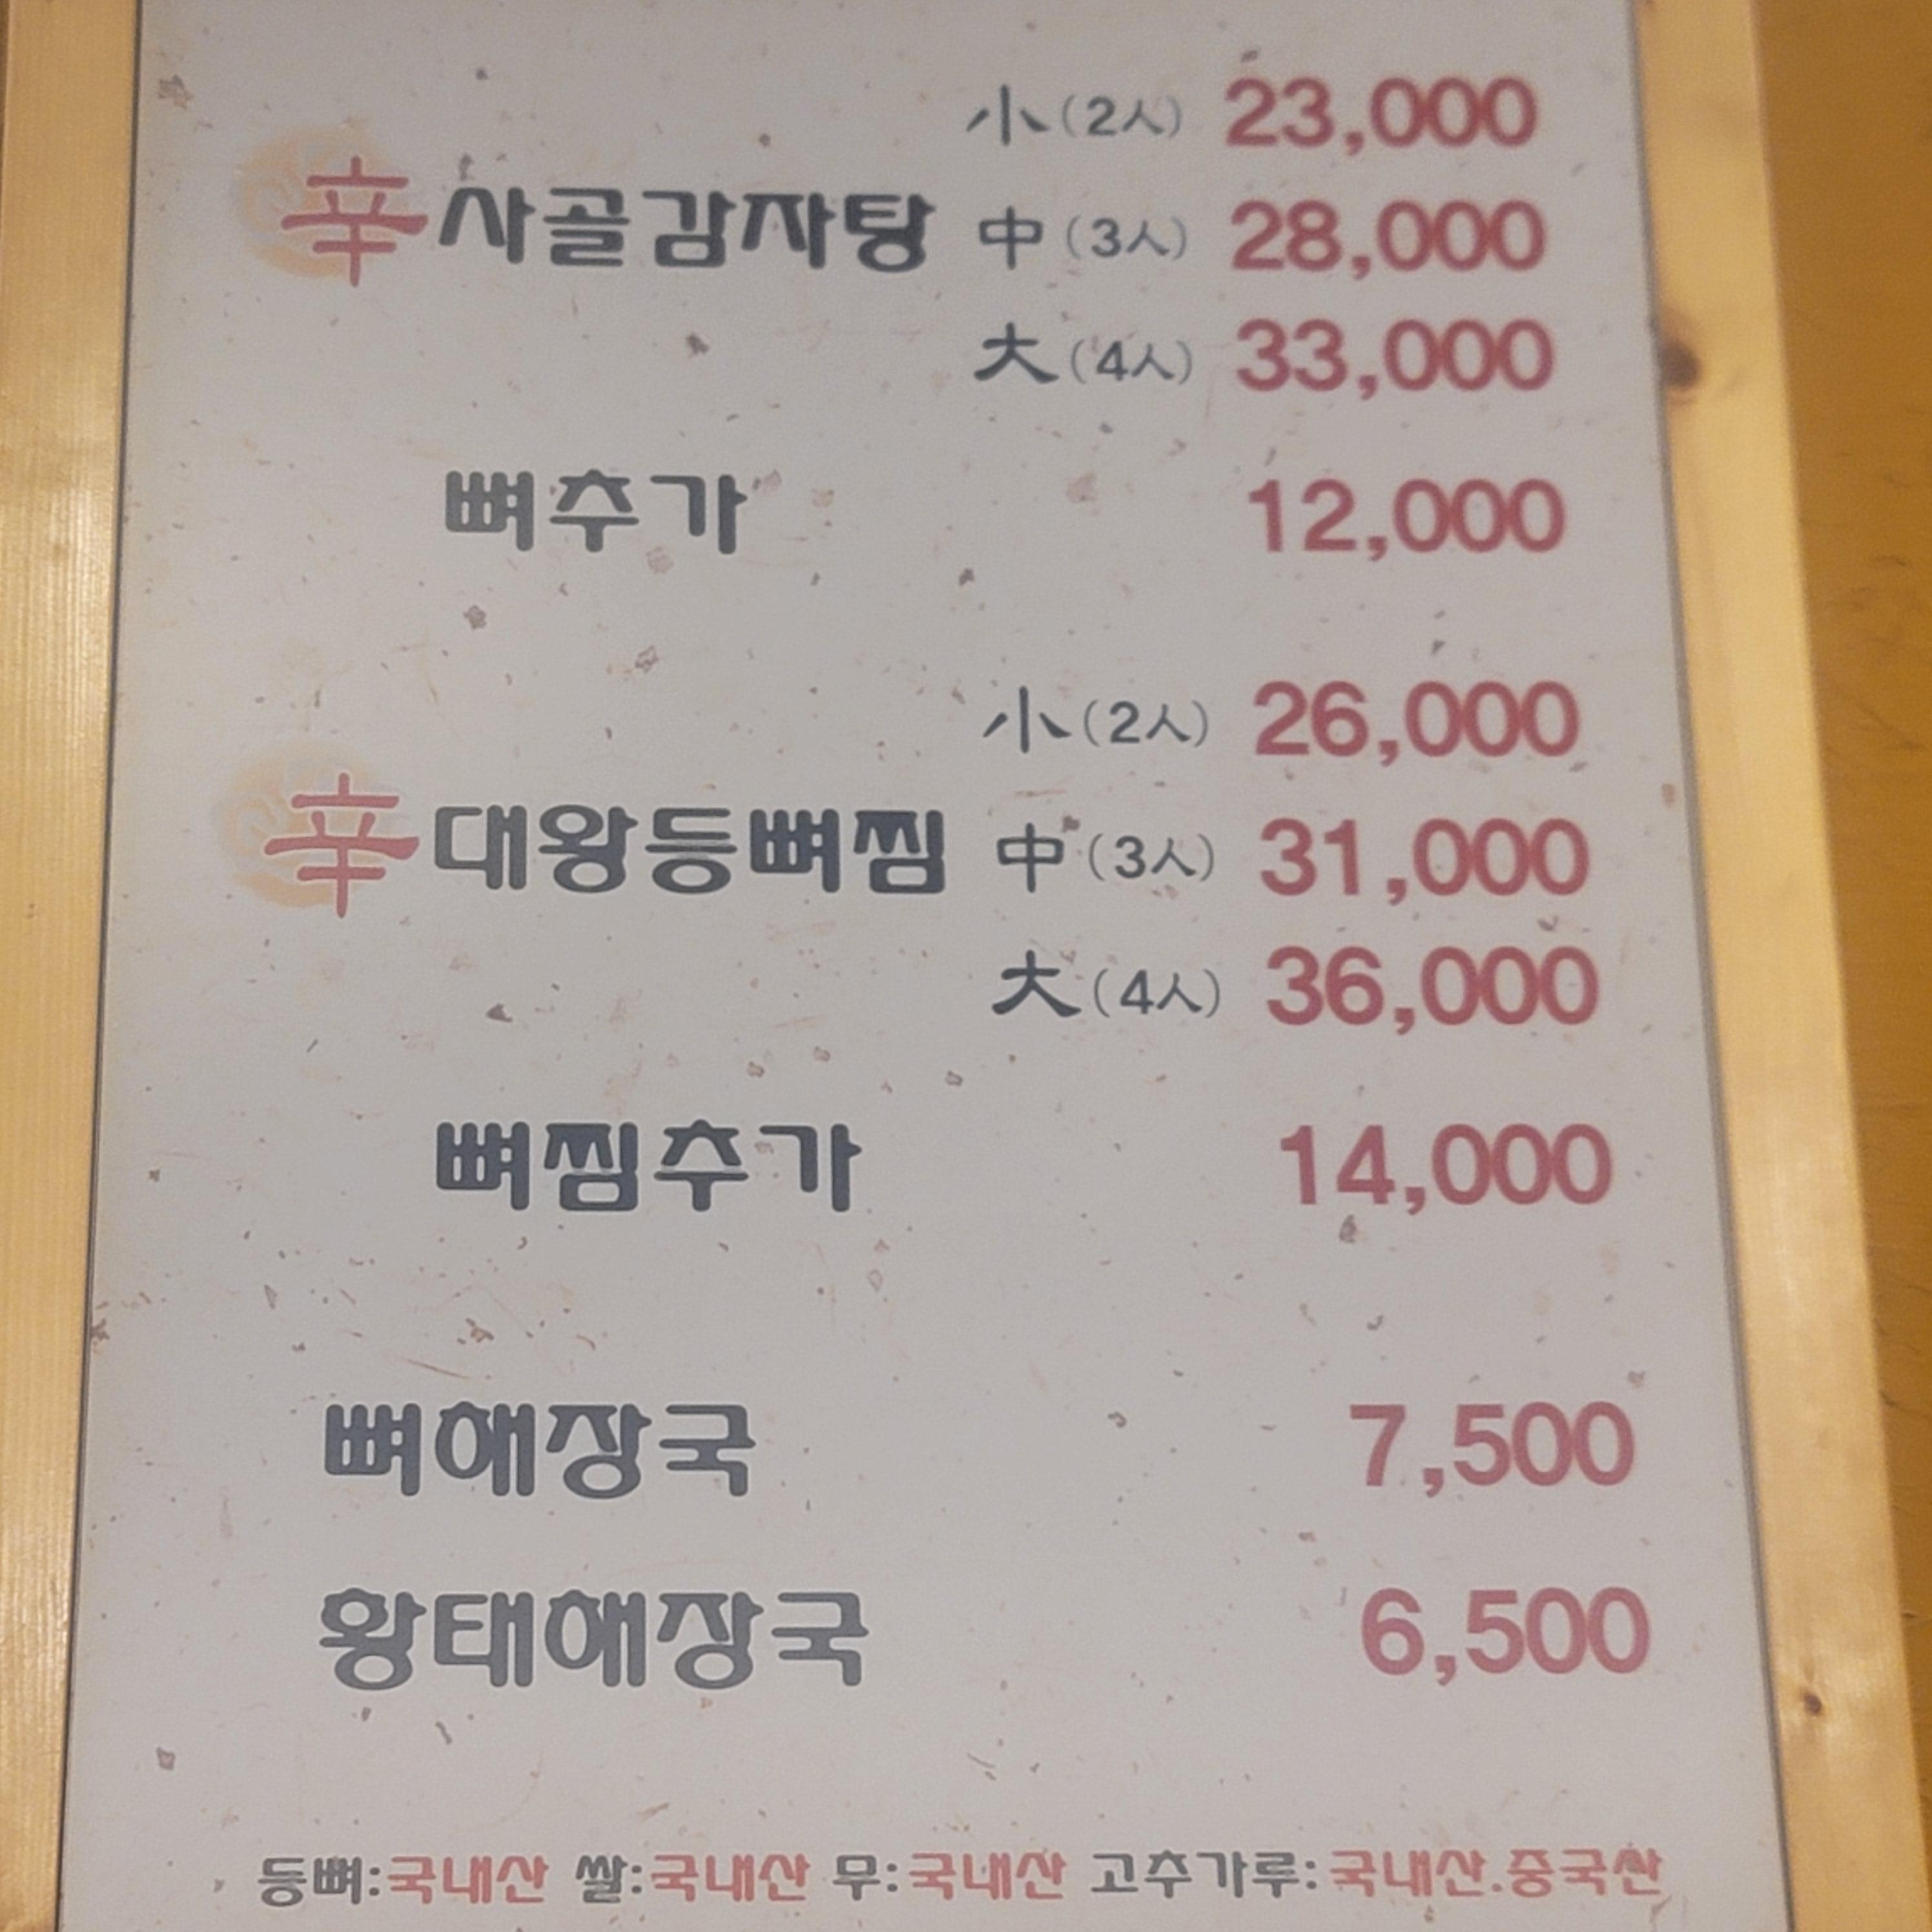 小(2人) 23,000
辛사골감자탕 中(3人) 28,000
大(4人) 33,000
뼈추가 12,000
小(2人) 26,000
辛대왕등뼈찜 中(3人) 31,000
大(4人) 36,000
뼈찜추가 14,000
뼈해장국 7,500
황태해장국 6,500
등뼈:국내산 쌀:국내산 무:국내산 고추가루:국내산.중국산